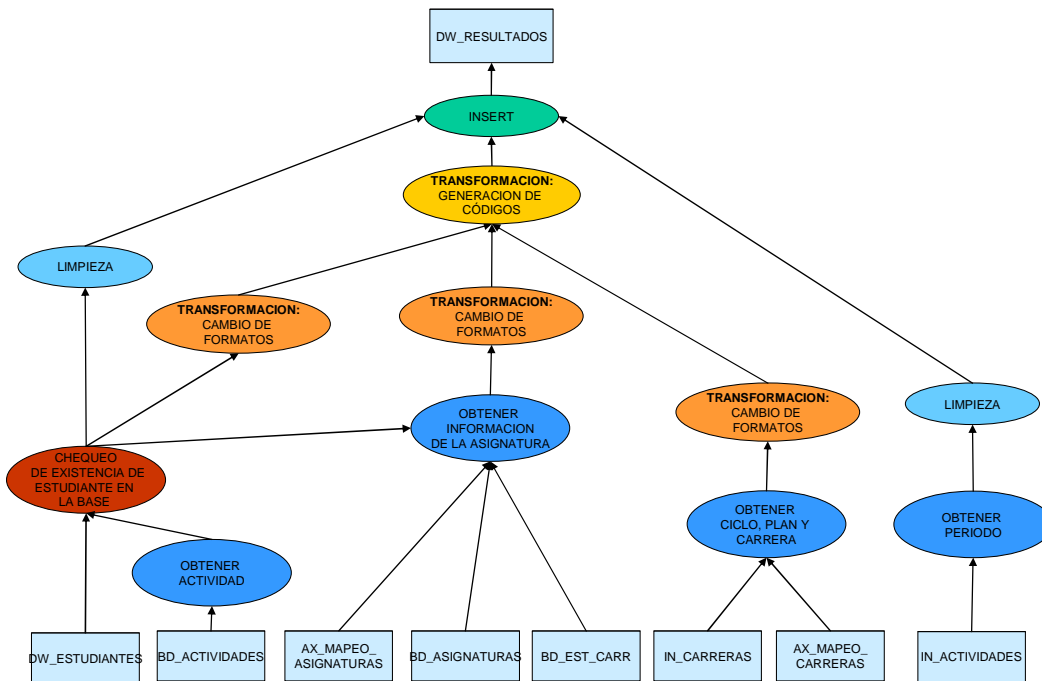 DW_RESULTADOS
INSERT
TRANSFORMACION:
GENERACION DE
CÓDIGOS
LIMPIEZA
TRANSFORMACION:
CAMBIO DE
FORMATOS
TRANSFORMACION:
CAMBIO DE
FORMATOS
TRANSFORMACION:
CAMBIO DE
FORMATOS
LIMPIEZA
OBTENER
INFORMACION
DE LA ASIGNATURA
CHEQUEO
DE EXISTENCIA DE
ESTUDIANTE EN
LA BASE
OBTENER
CICLO, PLAN Y
CARRERA
OBTENER
PERIODO
OBTENER
ACTIVIDAD
DW_ESTUDIANTES
BD_ACTIVIDADES
AX_MAPEO_
ASIGNATURAS
BD_ASIGNATURAS
BD_EST_CARR
IN_CARRERAS
AX_MAPEO_
CARRERAS
IN_ACTIVIDADES